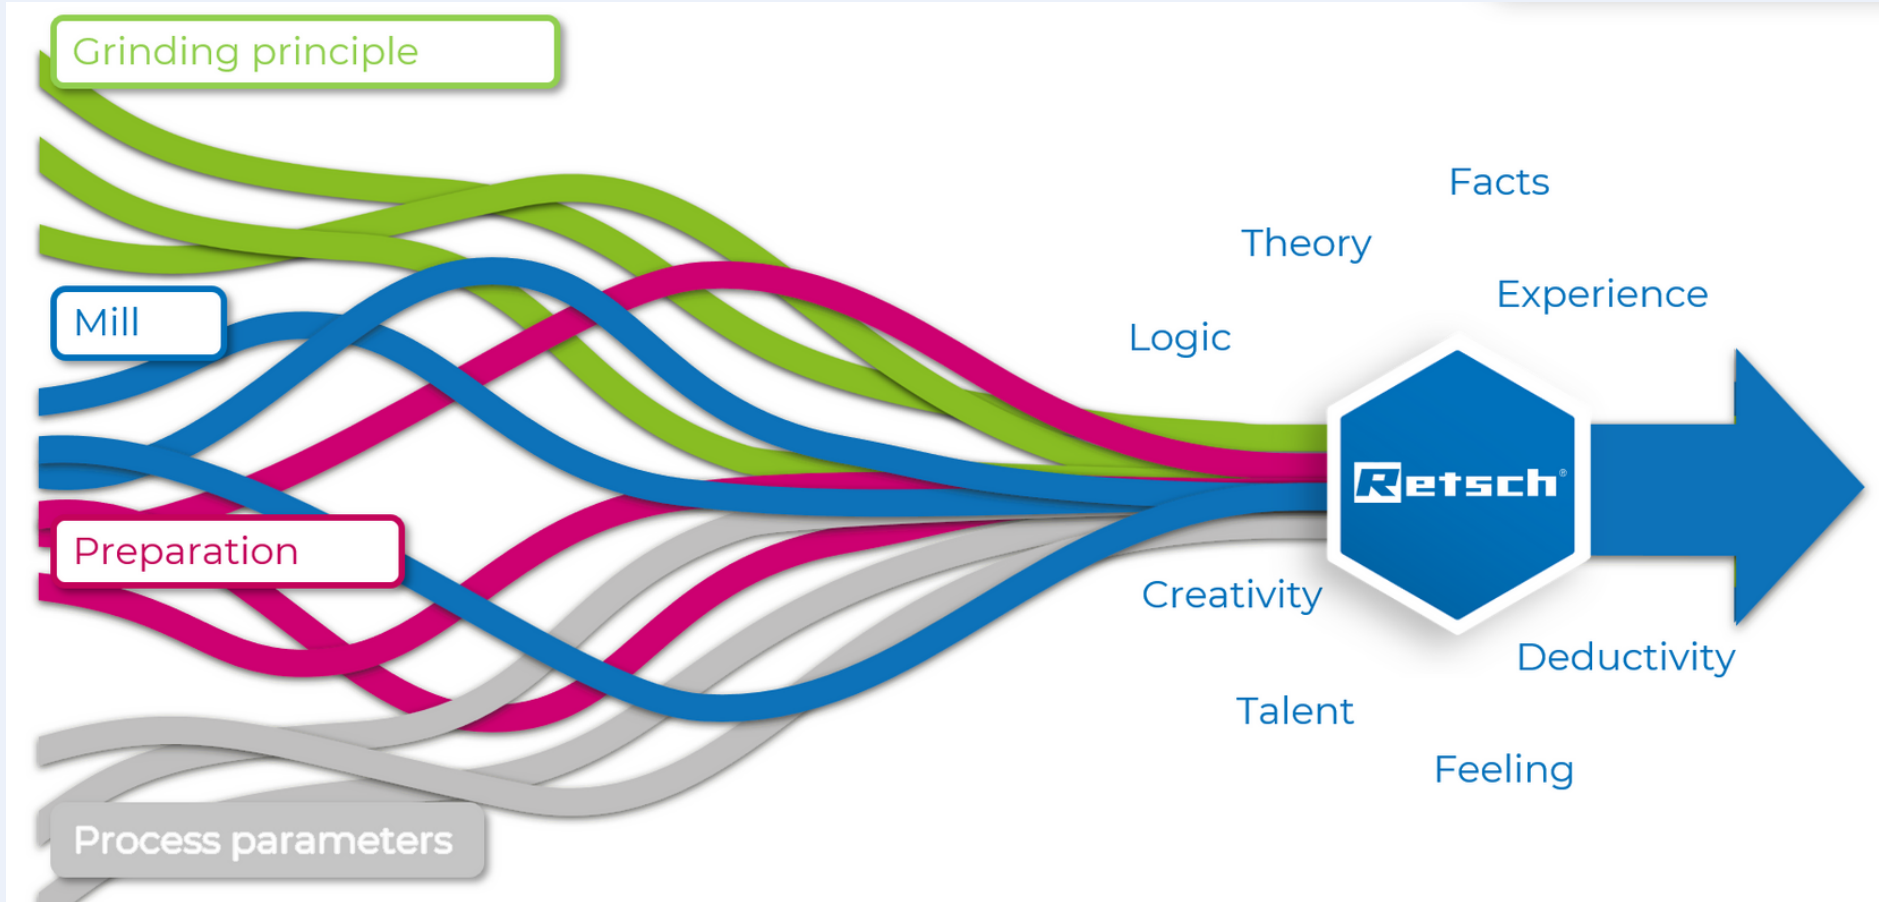 Grinding principle
Facts
Theory
Experience
Mill
Logic
Retsch®
Preparation
Creativity
Deductivity
Talent
Feeling
Process parameters